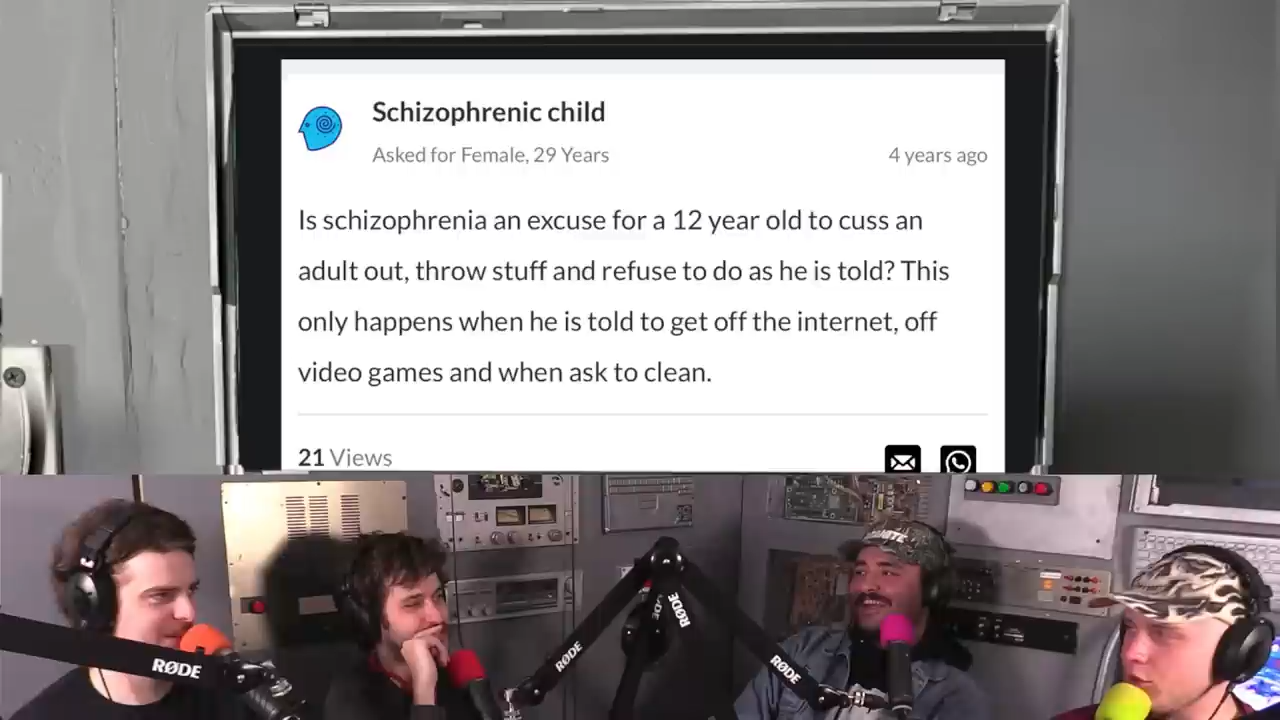 Schizophrenic child
Asked for Female, 29 Years
4 years ago
Is schizophrenia an excuse for a 12 year old to cuss an
adult out, throw stuff and refuse to do as he is told? This
only happens when he is told to get off the internet, off
video games and when ask to clean.
21 Views
RØDE
RØDE
RØDE
RØDE